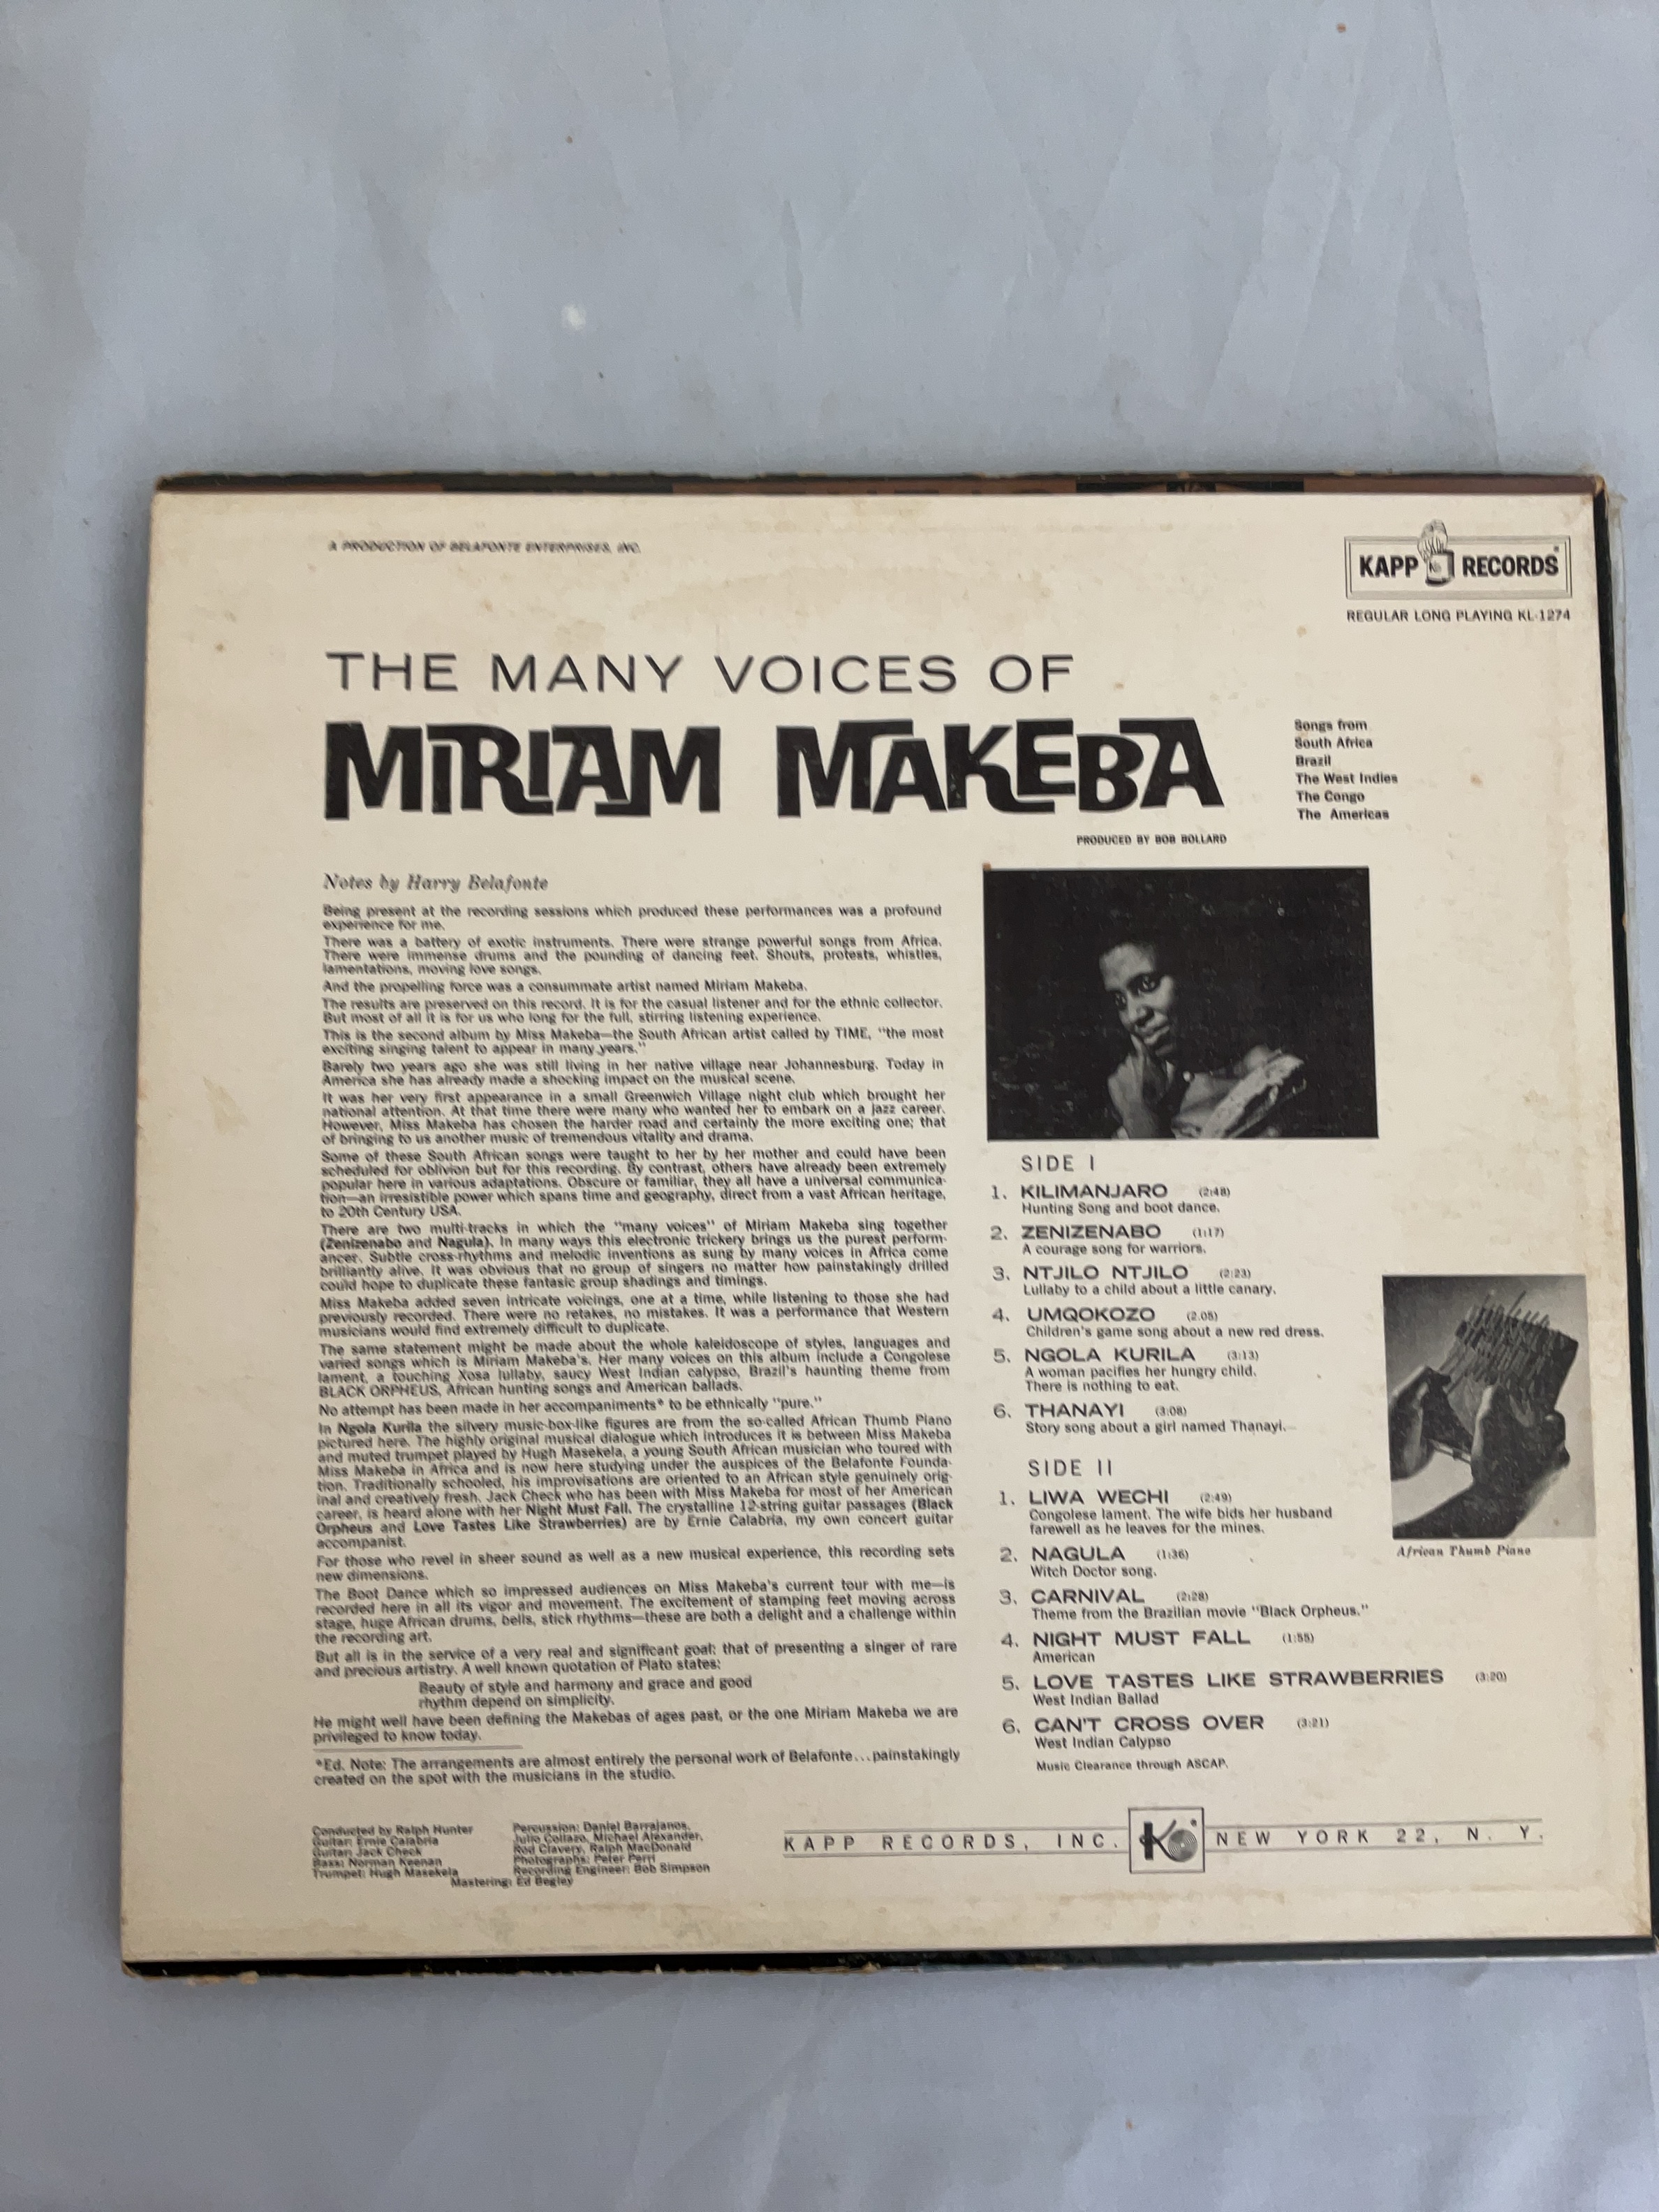 A PRODUCTION OF BELAFONTE ENTERPRISES, INC.
KAPP RECORDS
REGULAR LONG PLAYING KL-1274
THE MANY VOICES OF
MIRIAM MAKEBA
Songs from
South Africa
Brazil
The West Indies
The Congo
The Americas
PRODUCED BY BOB BOLLARD
Notes by Harry Belafonte
Being present at the recording sessions which produced these performances was a profound
experience for me.
There was a battery of exotic instruments. There were strange powerful songs from Africa.
There were immense drums and the pounding of dancing feet. Shouts, protests, whistles,
lamentations, moving love songs.
And the propelling force was a consummate artist named Miriam Makeba.
The results are preserved on this record. It is for the casual listener and for the ethnic collector.
But most of all it is for us who long for the full, stirring listening experience.
This is the second album by Miss Makeba—the South African artist called by TIME, "the most
exciting singing talent to appear in many years."
Barely two years ago she was still living in her native village near Johannesburg. Today in
America she has already made a shocking impact on the musical scene.
It was her very first appearance in a small Greenwich Village night club which brought her
national attention. At that time there were many who wanted her to embark on a jazz career.
However, Miss Makeba has chosen the harder road and certainly the more exciting one; that
of bringing to us another music of tremendous vitality and drama.
Some of these South African songs were taught to her by her mother and could have been
scheduled for oblivion but for this recording. By contrast, others have already been extremely
popular here in various adaptations. Obscure or familiar, they all have a universal communica-
tion—an irresistible power which spans time and geography, direct from a vast African heritage,
to 20th Century USA.
There are two multi-tracks in which the "many voices" of Miriam Makeba sing together
(Zenizenabo and Nagula). In many ways this electronic trickery brings us the purest perform-
ancer. Subtle cross-rhythms and melodic inventions as sung by many voices in Africa come
brilliantly alive. It was obvious that no group of singers no matter how painstakingly drilled
could hope to duplicate these fantasic group shadings and timings.
Miss Makeba added seven intricate voicings, one at a time, while listening to those she had
previously recorded. There were no retakes, no mistakes. It was a performance that Western
musicians would find extremely difficult to duplicate.
The same statement might be made about the whole kaleidoscope of styles, languages and
varied songs which is Miriam Makeba's. Her many voices on this album include a Congolese
lament, a touching Xosa lullaby, saucy West Indian calypso, Brazil's haunting theme from
BLACK ORPHEUS, African hunting songs and American ballads.
No attempt has been made in her accompaniments* to be ethnically "pure."
In Ngola Kurila the silvery music-box-like figures are from the so-called African Thumb Piano
pictured here. The highly original musical dialogue which introduces it is between Miss Makeba
and muted trumpet played by Hugh Masekela, a young South African musician who toured with
Miss Makeba in Africa and is now here studying under the auspices of the Belafonte Founda-
tion. Traditionally schooled, his improvisations are oriented to an African style genuinely orig-
inal and creatively fresh. Jack Check who has been with Miss Makeba for most of her American
career, is heard alone with her Night Must Fall. The crystalline 12-string guitar passages (Black
Orpheus and Love Tastes Like Strawberries) are by Ernie Calabria, my own concert guitar
accompanist.
For those who revel in sheer sound as well as a new musical experience, this recording sets
new dimensions.
The Boot Dance which so impressed audiences on Miss Makeba's current tour with me—is
recorded here in all its vigor and movement. The excitement of stamping feet moving across
stage, huge African drums, bells, stick rhythms—these are both a delight and a challenge within
the recording art.
But all is in the service of a very real and significant goal: that of presenting a singer of rare
and precious artistry. A well known quotation of Plato states:
Beauty of style and harmony and grace and good
rhythm depend on simplicity.
He might well have been defining the Makebas of ages past, or the one Miriam Makeba we are
privileged to know today.
*Ed. Note: The arrangements are almost entirely the personal work of Belafonte...painstakingly
created on the spot with the musicians in the studio.
SIDE I
1. KILIMANJARO (2:48)
Hunting Song and boot dance.
2. ZENIZENABO (1:17)
A courage song for warriors.
3. NTJILO NTJILO (2:23)
Lullaby to a child about a little canary.
4. UMQOKOZO (2.05)
Children's game song about a new red dress.
5. NGOLA KURILA (3:13)
A woman pacifies her hungry child.
There is nothing to eat.
6. THANAYI (3:08)
Story song about a girl named Thanayi.
SIDE II
1. LIWA WECHI (2:49)
Congolese lament. The wife bids her husband
farewell as he leaves for the mines.
2. NAGULA (1:36)
Witch Doctor song.
3. CARNIVAL (2:28)
Theme from the Brazilian movie "Black Orpheus."
4. NIGHT MUST FALL (1:55)
American
5. LOVE TASTES LIKE STRAWBERRIES (3:20)
West Indian Ballad
6. CAN'T CROSS OVER (3:21)
West Indian Calypso
Music Clearance through ASCAP.
African Thumb Piano
Conducted by Ralph Hunter
Guitar: Ernie Calabria
Guitar: Jack Check
Bass: Norman Keenan
Trumpet: Hugh Masekela
Percussion: Daniel Barrajanos,
Julio Collazo, Michael Alexander,
Rod Clavery, Ralph MacDonald
Photographs: Peter Perri
Recording Engineer: Bob Simpson
Mastering: Ed Begley
KAPP RECORDS, INC. K NEW YORK 22, N. Y.